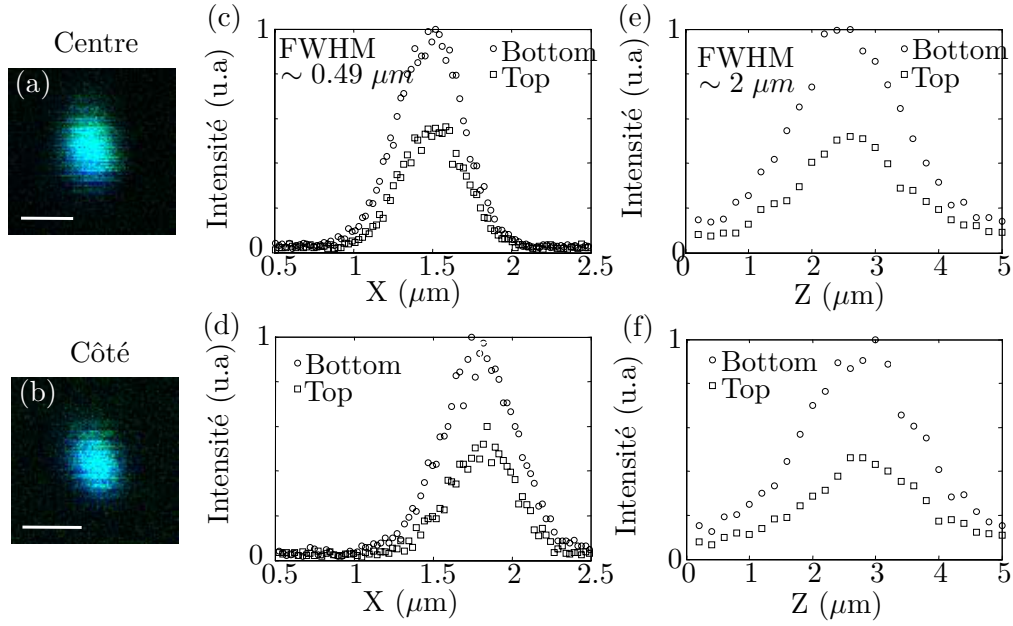 Centre
(a)
(c)
1
FWHM
∼ 0.49 μm
Bottom
Top
Intensité (u.a)
0
0.5
1
1.5
2
2.5
X (μm)
(e)
1
FWHM
∼ 2 μm
Bottom
Top
Intensité (u.a)
0
0
1
2
3
4
5
Z (μm)
Côté
(b)
(d)
1
Bottom
Top
Intensité (u.a)
0
0.5
1
1.5
2
2.5
X (μm)
(f)
1
Bottom
Top
Intensité (u.a)
0
0
1
2
3
4
5
Z (μm)